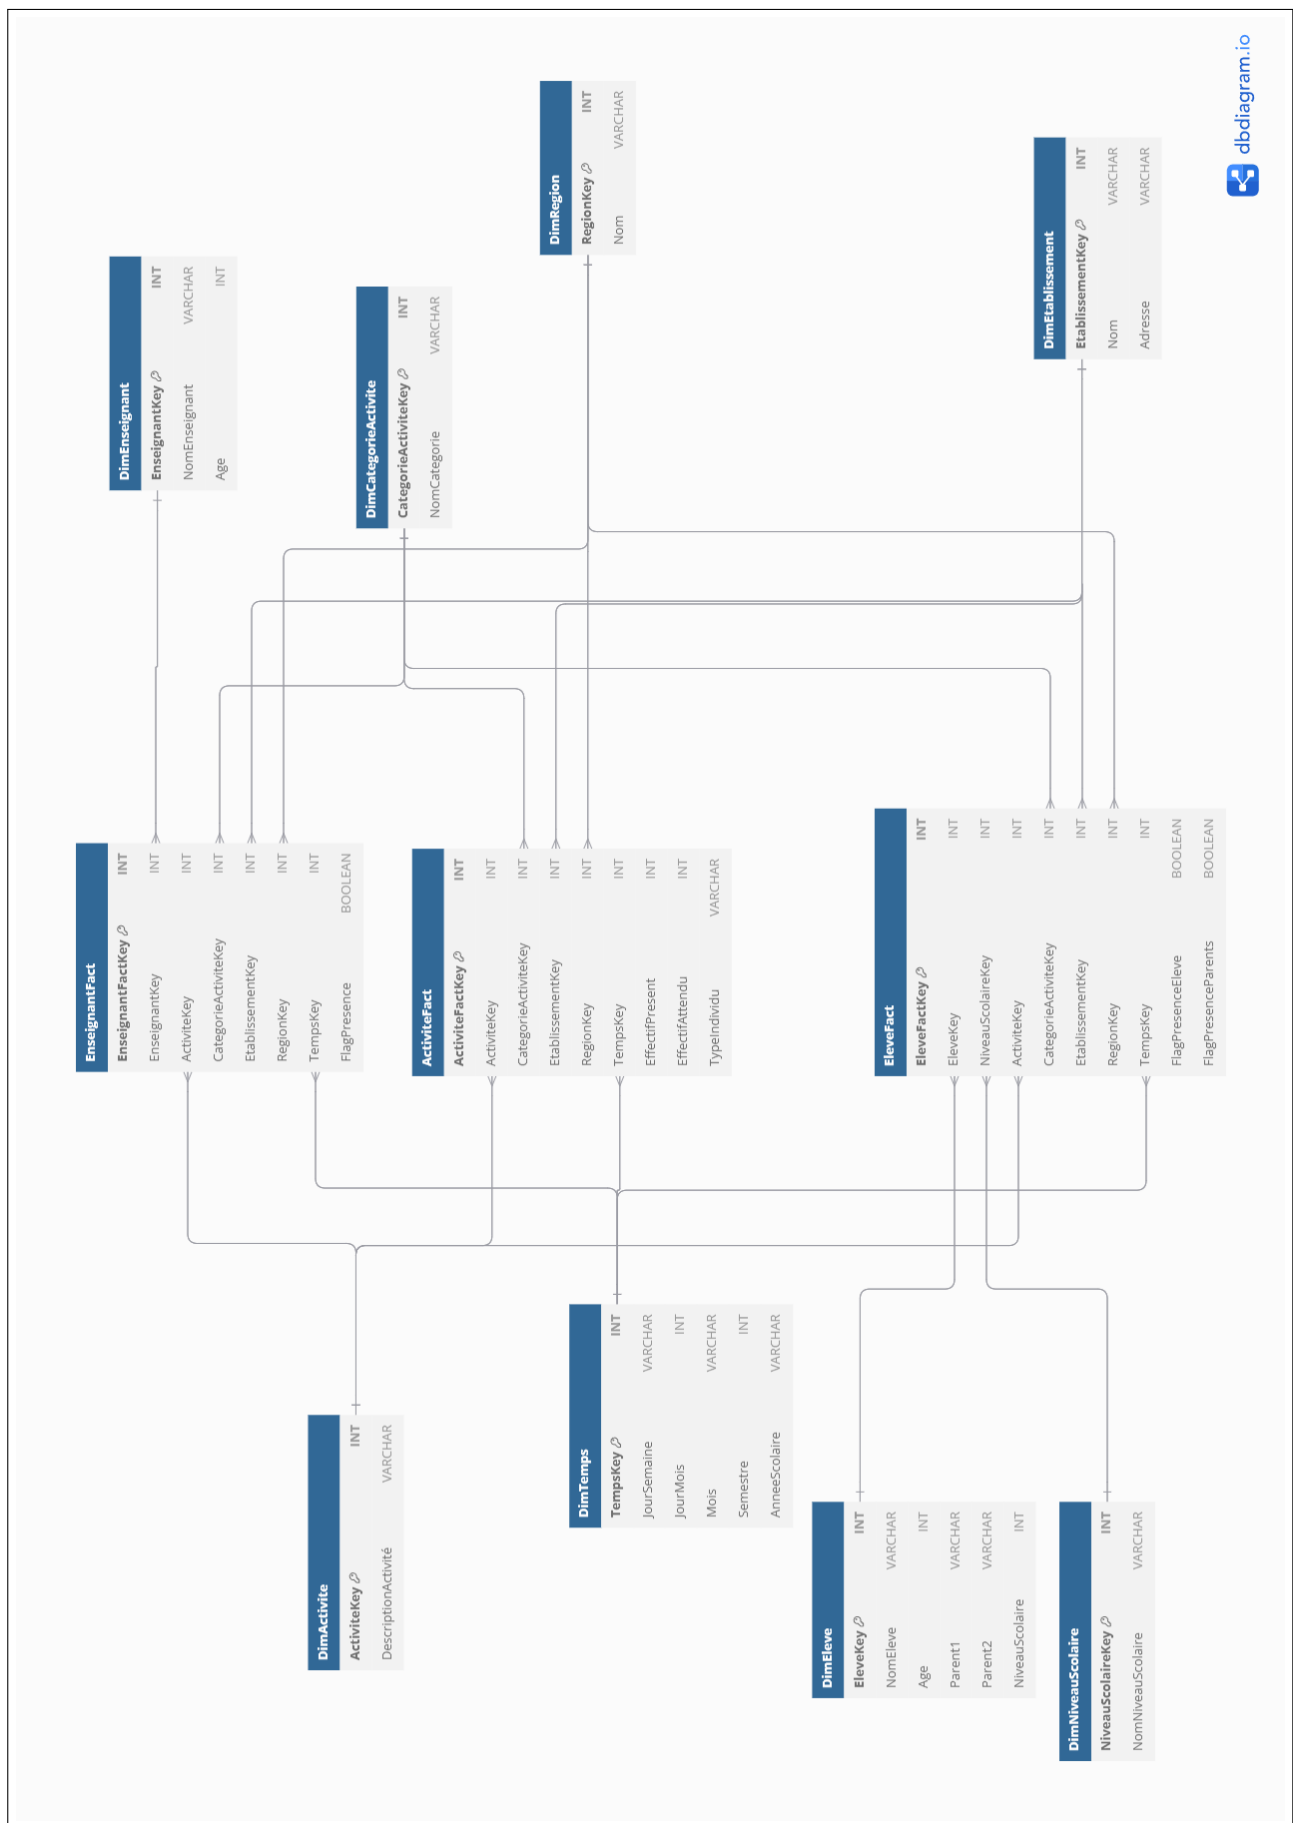 DimActivite
ActiviteKey INT
DescriptionActivité VARCHAR
DimTemps
TempsKey INT
JourSemaine VARCHAR
JourMois INT
Mois VARCHAR
Semestre INT
AnneeScolaire VARCHAR
DimEleve
EleveKey INT
NomEleve VARCHAR
Age INT
Parent1 VARCHAR
Parent2 VARCHAR
NiveauScolaire INT
DimNiveauScolaire
NiveauScolaireKey INT
NomNiveauScolaire VARCHAR
EnseignantFact
EnseignantFactKey INT
EnseignantKey INT
ActiviteKey INT
CategorieActiviteKey INT
EtablissementKey INT
RegionKey INT
TempsKey INT
FlagPresence BOOLEAN
ActiviteFact
ActiviteFactKey INT
ActiviteKey INT
CategorieActiviteKey INT
EtablissementKey INT
RegionKey INT
TempsKey INT
EffectifPresent INT
EffectifAttendu INT
TypeIndividu VARCHAR
EleveFact
EleveFactKey INT
EleveKey INT
NiveauScolaireKey INT
ActiviteKey INT
CategorieActiviteKey INT
EtablissementKey INT
RegionKey INT
TempsKey INT
FlagPresenceEleve BOOLEAN
FlagPresenceParents BOOLEAN
DimEnseignant
EnseignantKey INT
NomEnseignant VARCHAR
Age INT
DimCategorieActivite
CategorieActiviteKey INT
NomCategorie VARCHAR
DimRegion
RegionKey INT
Nom VARCHAR
DimEtablissement
EtablissementKey INT
Nom VARCHAR
Adresse VARCHAR
dbdiagram.io